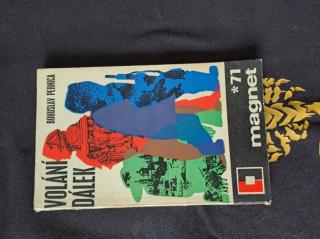 BOHUSLAV PERNICA
VOLÁNÍ
DÁLEK
magnet
*71